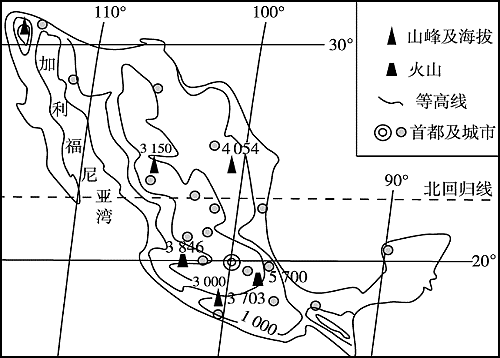 110°
100°
山峰及海拔
火山
等高线
首都及城市
30°
加
利
福
尼
亚
湾
3 150
4 054
90°
北回归线
3 846
20°
3 000
5 700
3 703
1 000